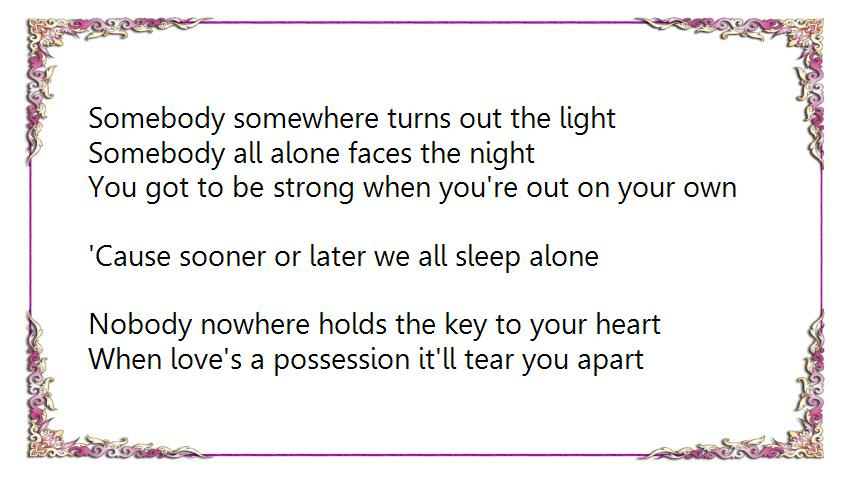 Somebody somewhere turns out the light
Somebody all alone faces the night
You got to be strong when you're out on your own
'Cause sooner or later we all sleep alone
Nobody nowhere holds the key to your heart
When love's a possession it'll tear you apart